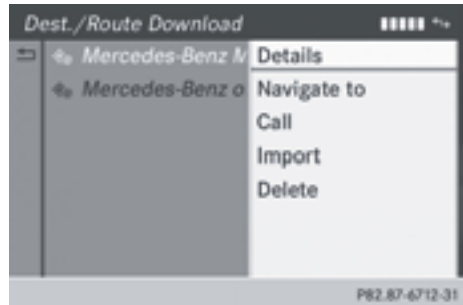 Dest./Route Download
Mercedes-Benz M
Mercedes-Benz o
Details
Navigate to
Call
Import
Delete
P82.87-6712-31